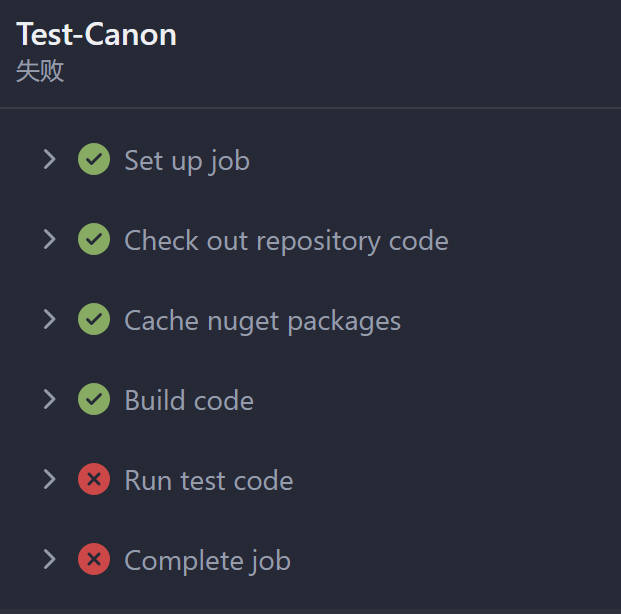 Test-Canon
失败
Set up job
Check out repository code
Cache nuget packages
Build code
Run test code
Complete job